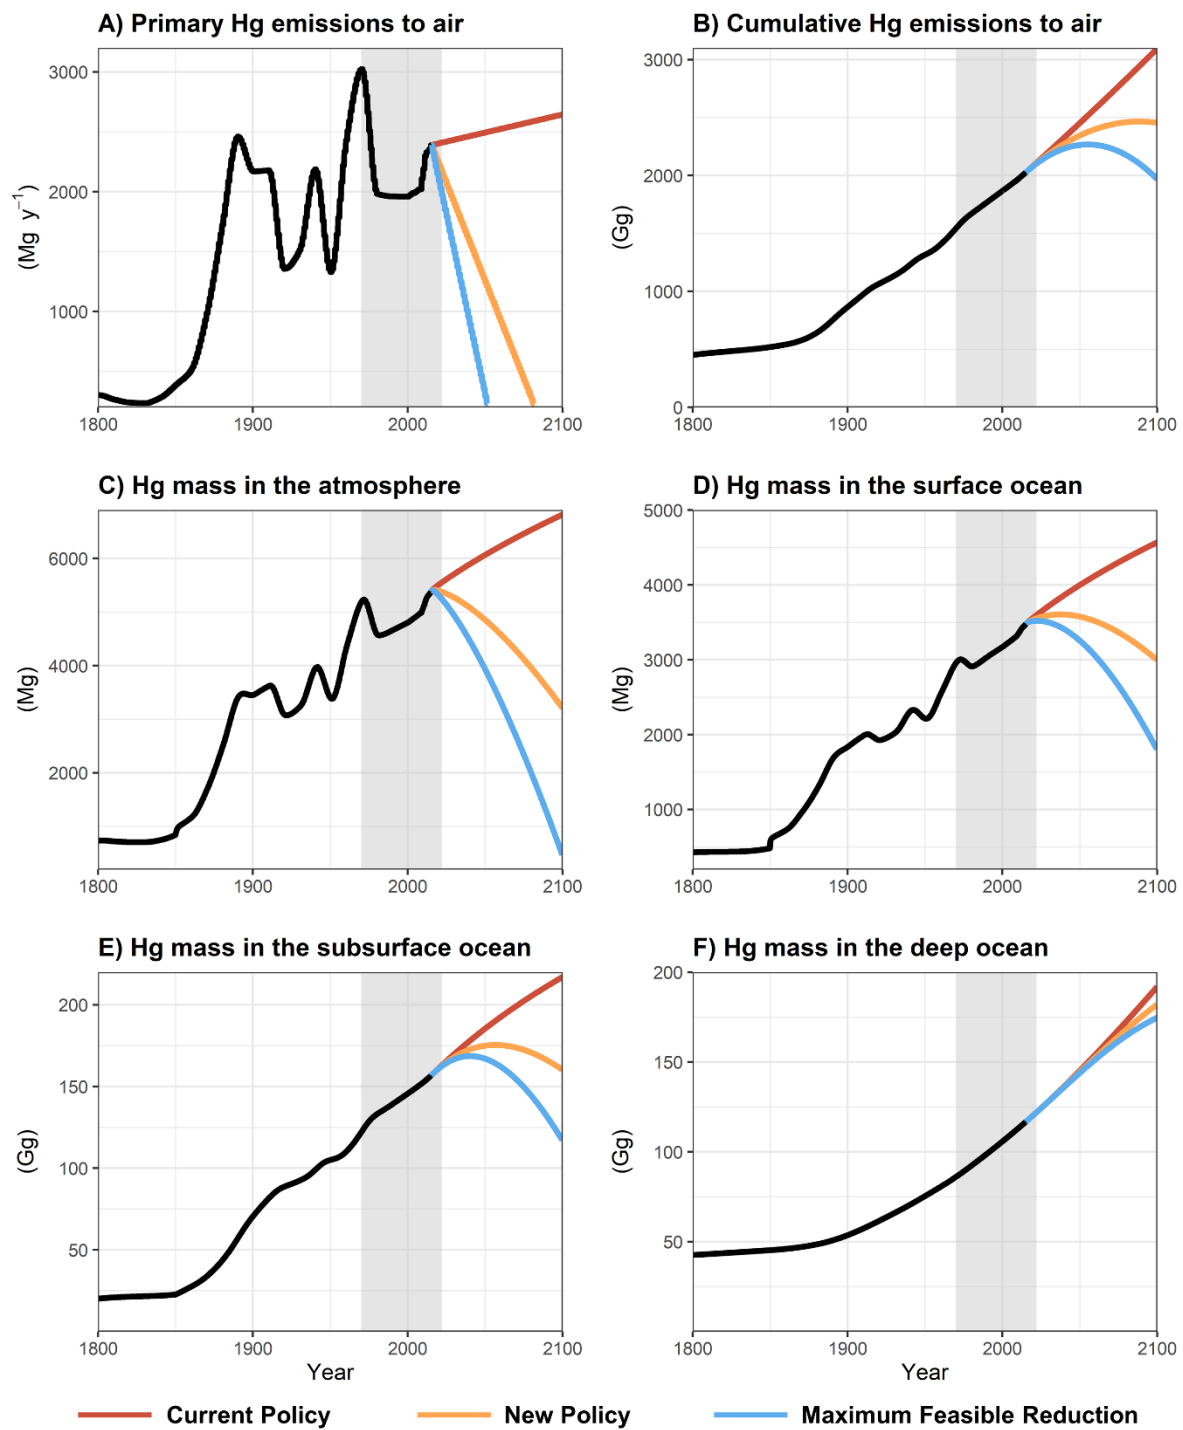 A) Primary Hg emissions to air
B) Cumulative Hg emissions to air
(Mg y⁻¹)
3000
2000
1000
1800 1900 2000 2100
(Gg)
3000
2000
1000
0
1800 1900 2000 2100
C) Hg mass in the atmosphere
D) Hg mass in the surface ocean
(Mg)
6000
4000
2000
1800 1900 2000 2100
(Mg)
5000
4000
3000
2000
1000
1800 1900 2000 2100
E) Hg mass in the subsurface ocean
F) Hg mass in the deep ocean
(Gg)
200
150
100
50
1800 1900 2000 2100
Year
(Gg)
200
150
100
50
1800 1900 2000 2100
Year
Current Policy New Policy Maximum Feasible Reduction